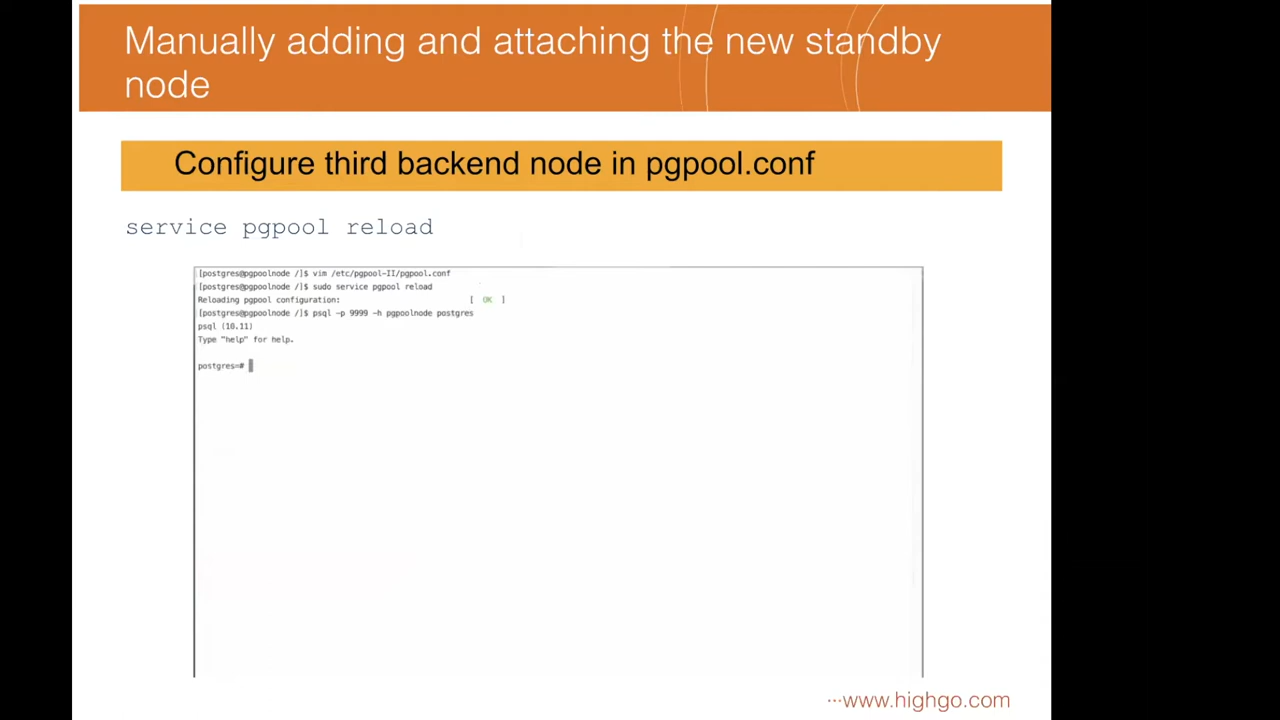 Manually adding and attaching the new standby
node
Configure third backend node in pgpool.conf
service pgpool reload
[postgres@pgpoolnode /]$ vim /etc/pgpool-II/pgpool.conf
[postgres@pgpoolnode /]$ sudo service pgpool reload
Reloading pgpool configuration: [ OK ]
[postgres@pgpoolnode /]$ psql -p 9999 -h pgpoolnode postgres
psql (10.11)
Type "help" for help.
postgres=#
···www.highgo.com